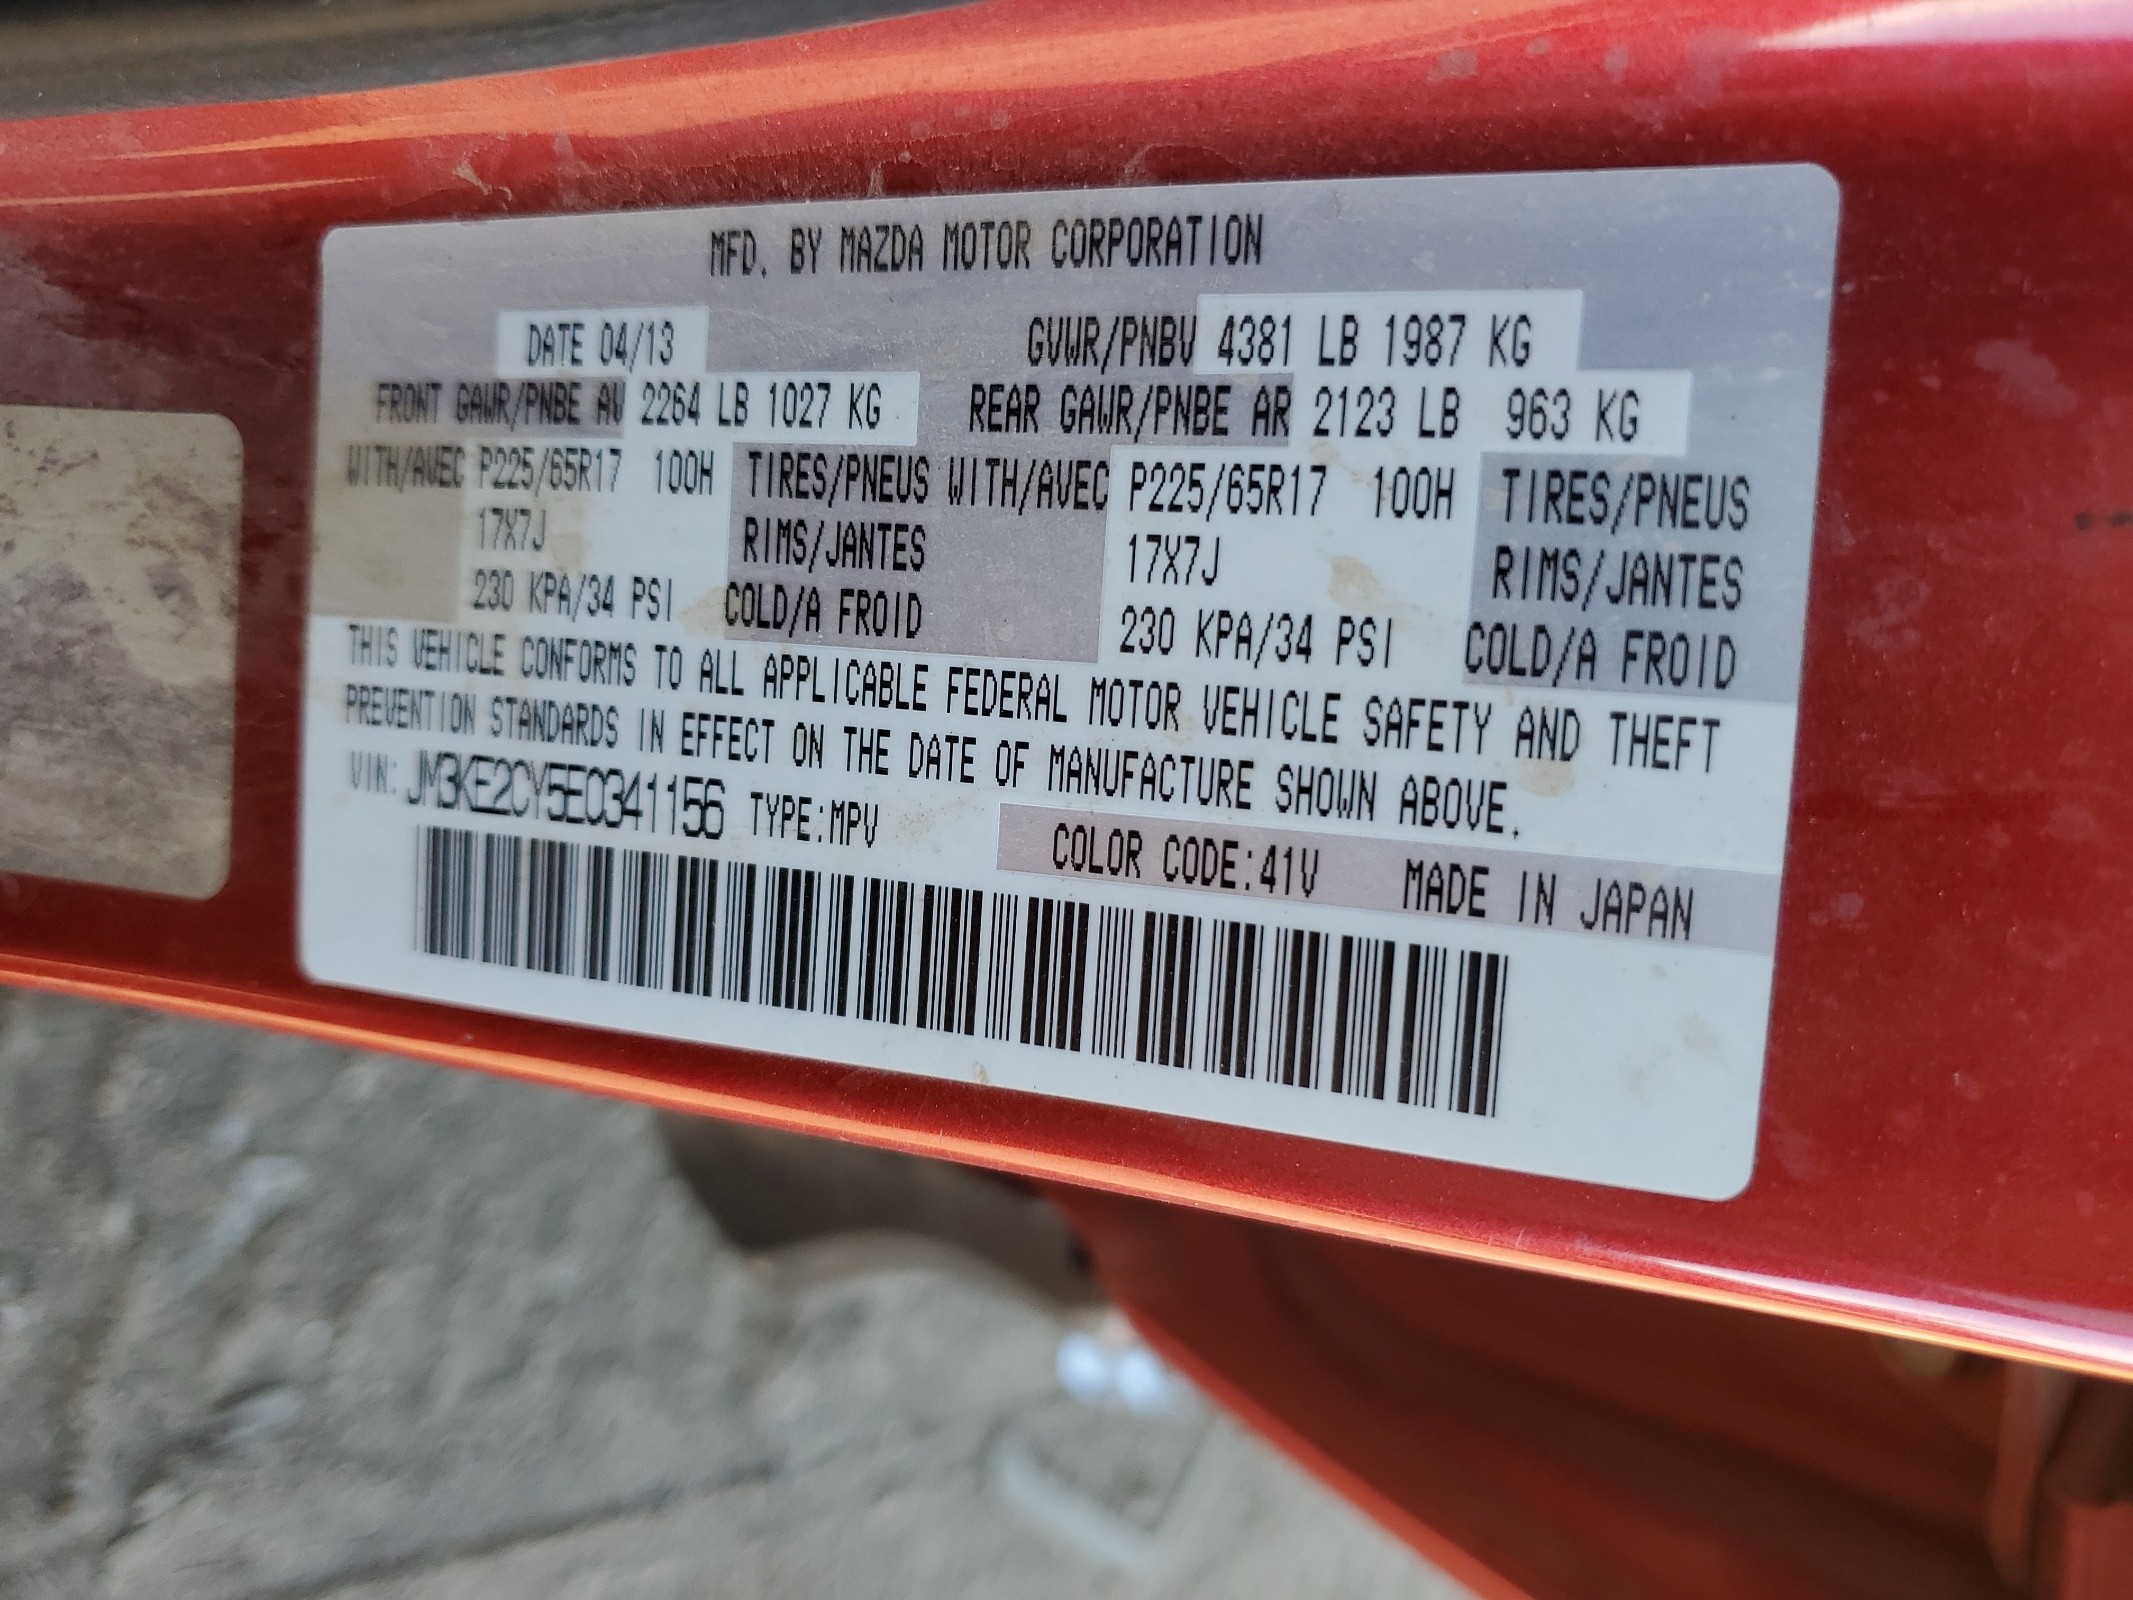 MFD. BY MAZDA MOTOR CORPORATION
DATE 04/13 GVWR/PNBV 4381 LB 1987 KG
FRONT GAWR/PNBE AV 2264 LB 1027 KG REAR GAWR/PNBE AR 2123 LB 963 KG
WITH/AVEC P225/65R17 100H TIRES/PNEUS WITH/AVEC P225/65R17 100H TIRES/PNEUS
17X7J RIMS/JANTES 17X7J RIMS/JANTES
230 KPA/34 PSI COLD/A FROID 230 KPA/34 PSI COLD/A FROID
THIS VEHICLE CONFORMS TO ALL APPLICABLE FEDERAL MOTOR VEHICLE SAFETY AND THEFT
PREVENTION STANDARDS IN EFFECT ON THE DATE OF MANUFACTURE SHOWN ABOVE.
VIN: JM3KE2CY5E0341156 TYPE:MPV
COLOR CODE:41V MADE IN JAPAN